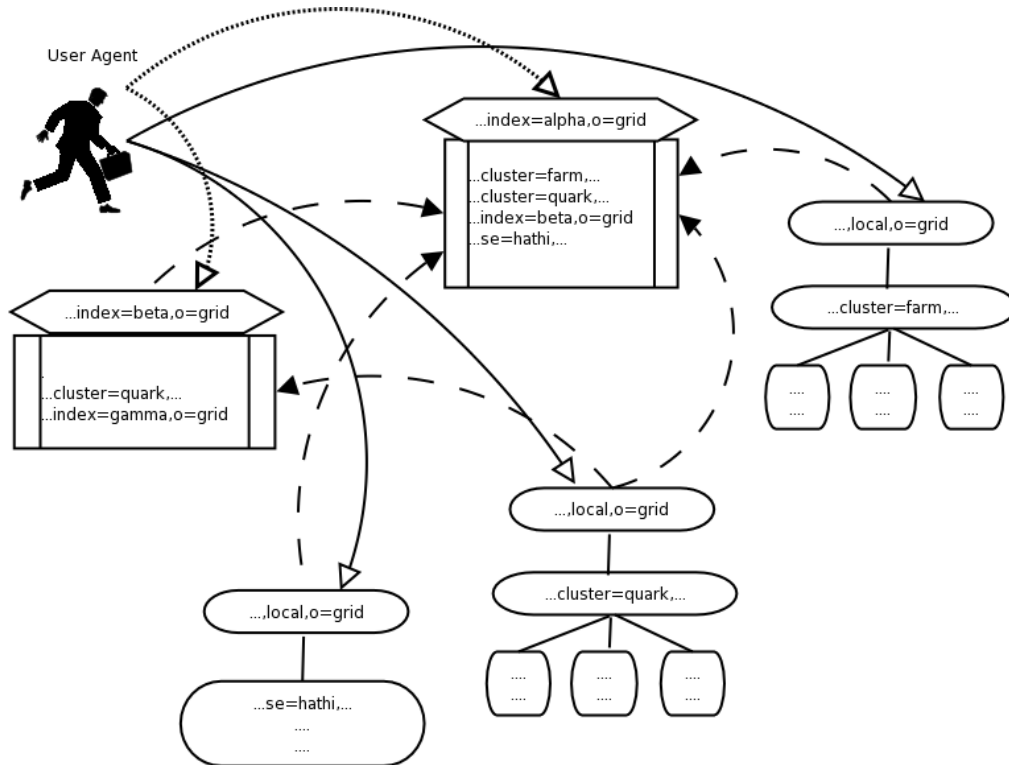 User Agent
...index=alpha,o=grid
...cluster=farm,...
...cluster=quark,...
...index=beta,o=grid
...se=hathi,...
...,local,o=grid
...cluster=farm,...
....
....
....
....
....
....
...index=beta,o=grid
.
...cluster=quark,...
...index=gamma,o=grid
...,local,o=grid
...cluster=quark,...
....
....
....
....
....
....
...,local,o=grid
...se=hathi,...
....
....